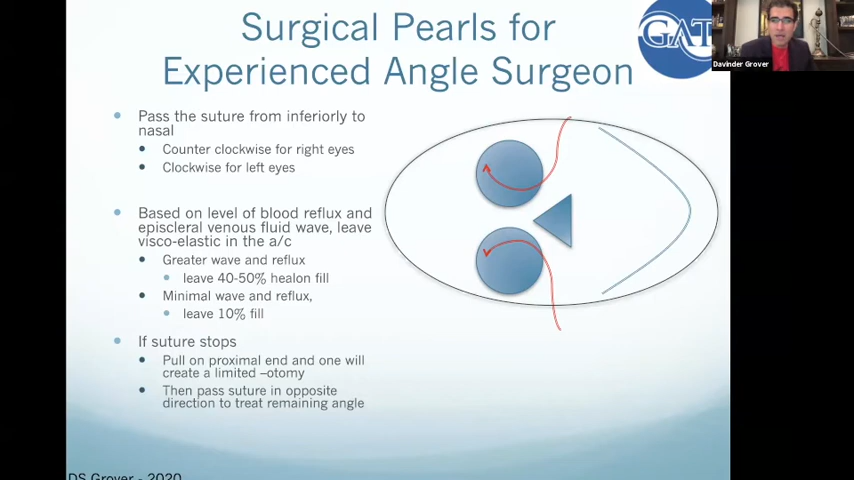 Surgical Pearls for
Experienced Angle Surgeon
GAT
Davinder Grover
Pass the suture from inferiorly to
nasal
Counter clockwise for right eyes
Clockwise for left eyes
Based on level of blood reflux and
episcleral venous fluid wave, leave
visco-elastic in the a/c
Greater wave and reflux
leave 40-50% healon fill
Minimal wave and reflux,
leave 10% fill
If suture stops
Pull on proximal end and one will
create a limited –otomy
Then pass suture in opposite
direction to treat remaining angle
DS Grover - 2020